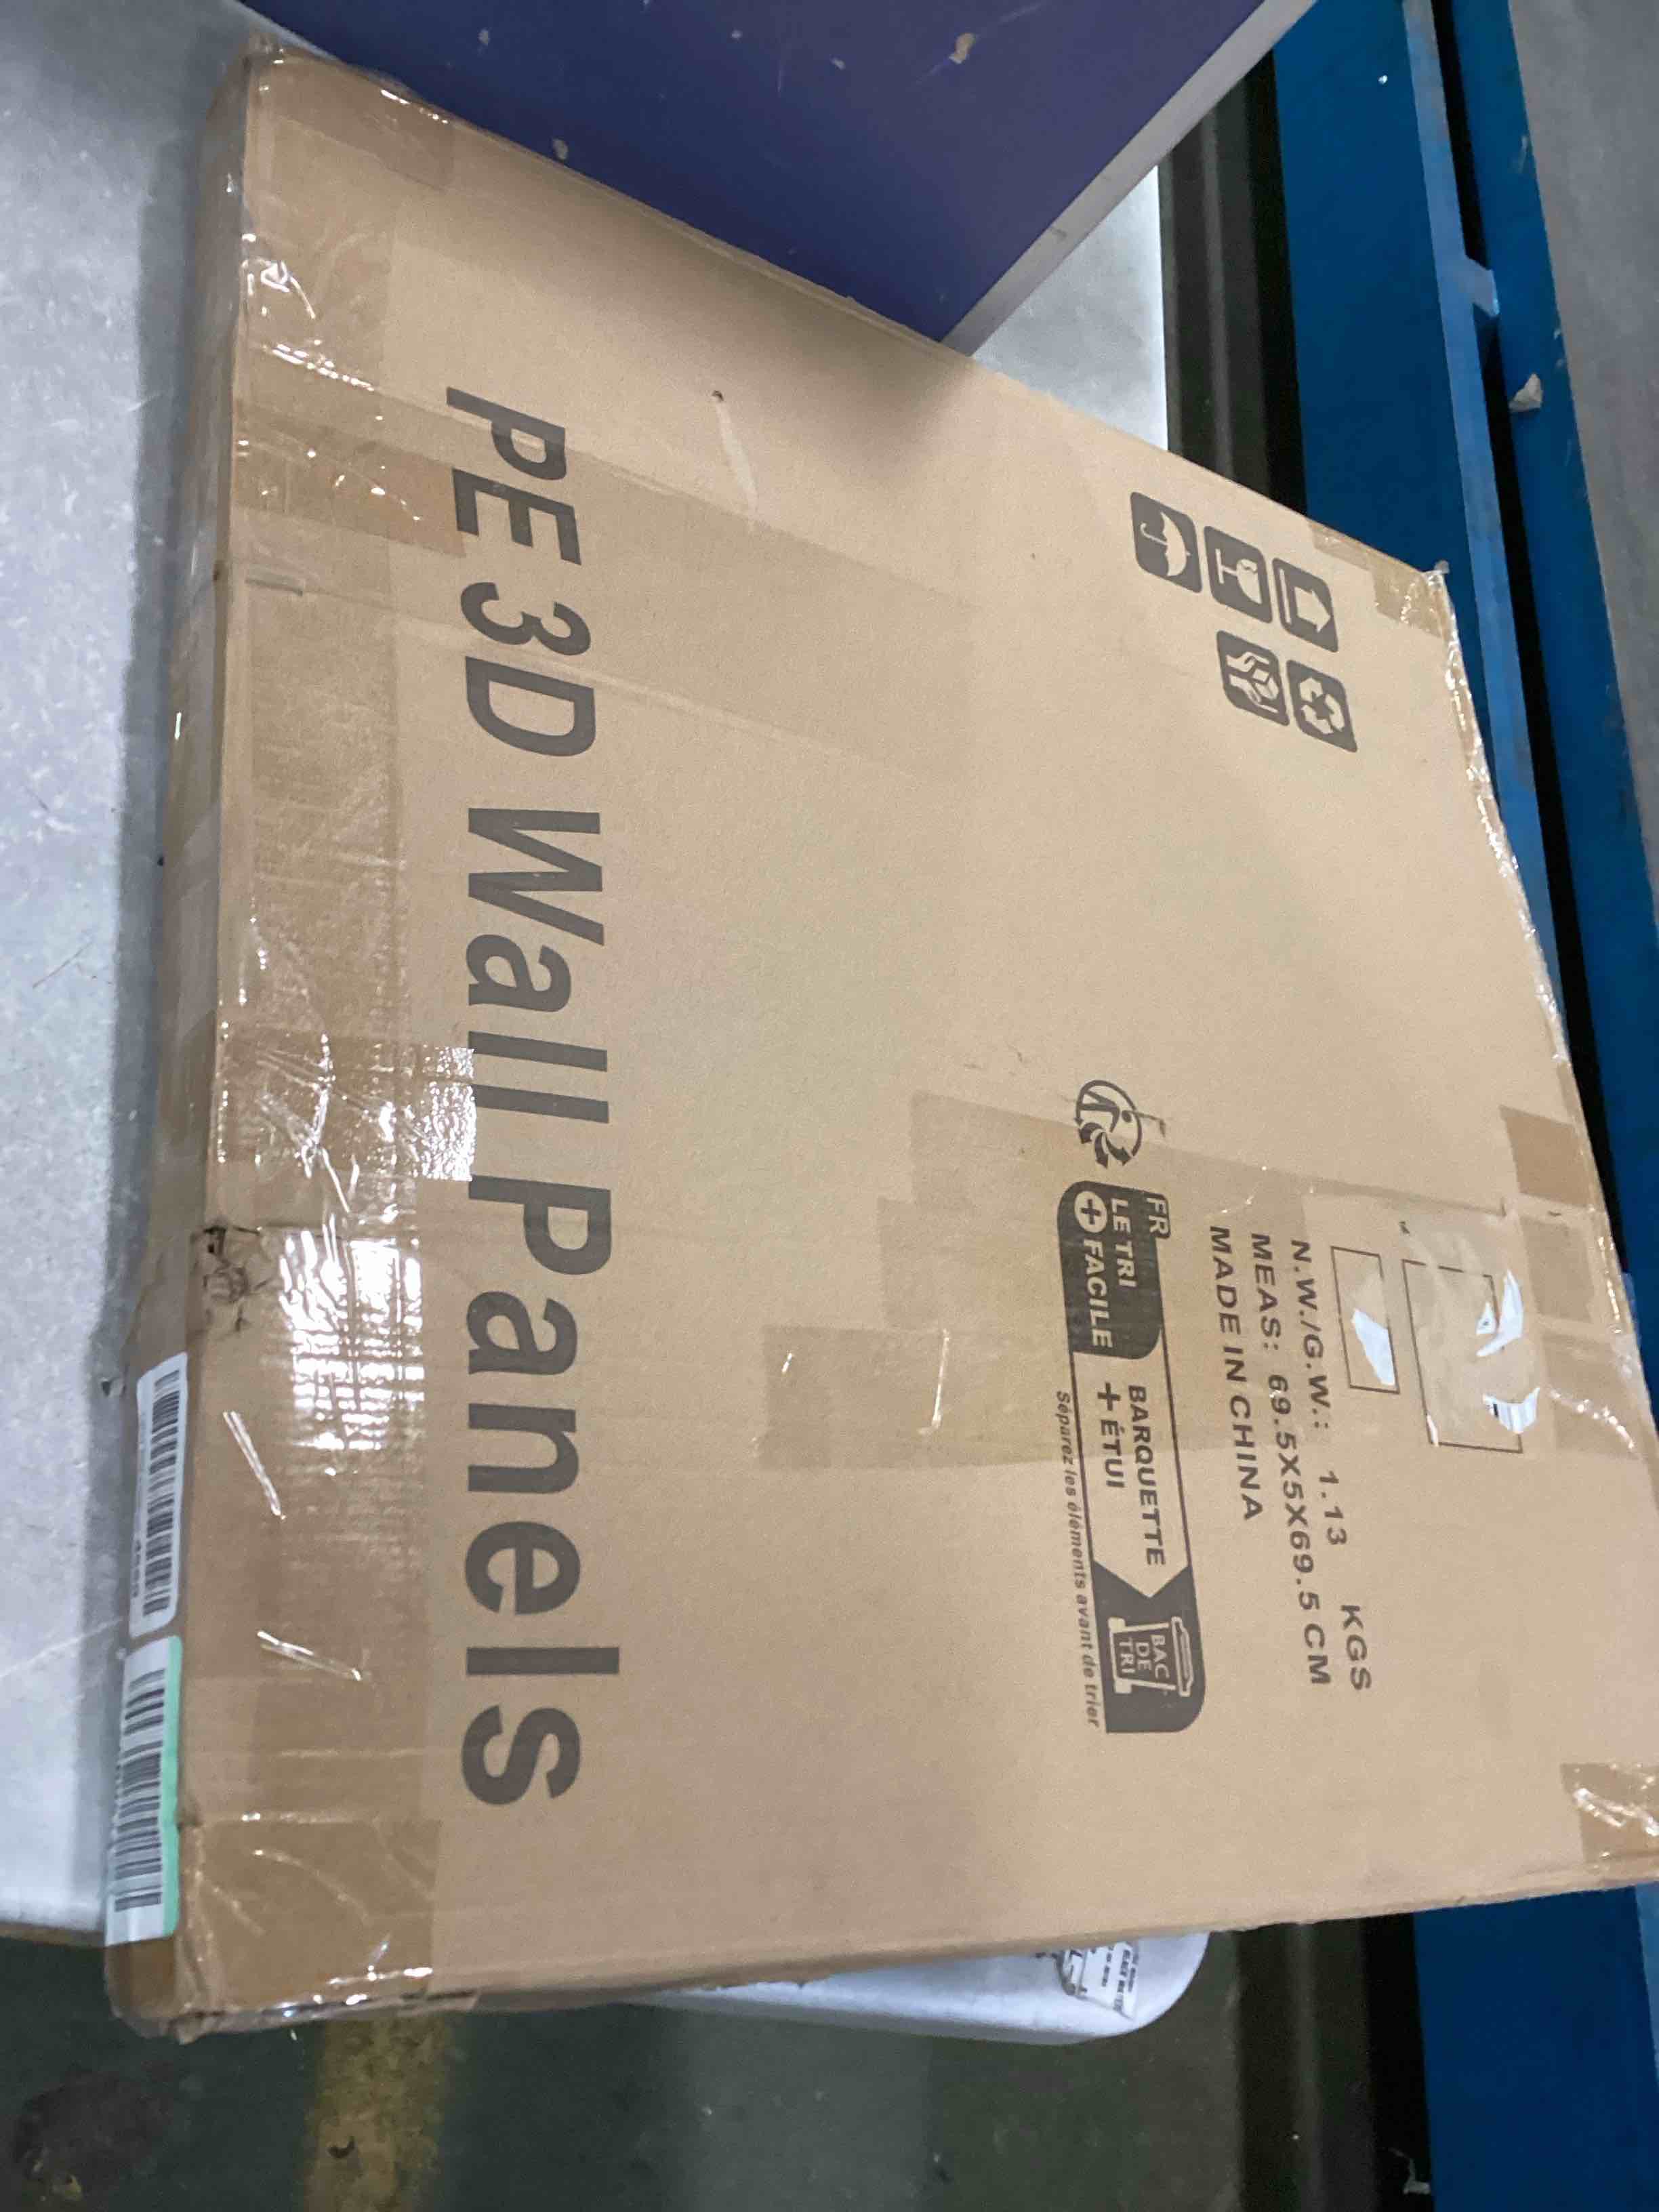 PE 3D Wall Panels
N.W./G.W.: 1.13 KGS
MEAS: 69.5X5X69.5 CM
MADE IN CHINA
FR
LE TRI
+ FACILE
BARQUETTE
+ ÉTUI
BAC
DE
TRI
Séparez les éléments avant de trier